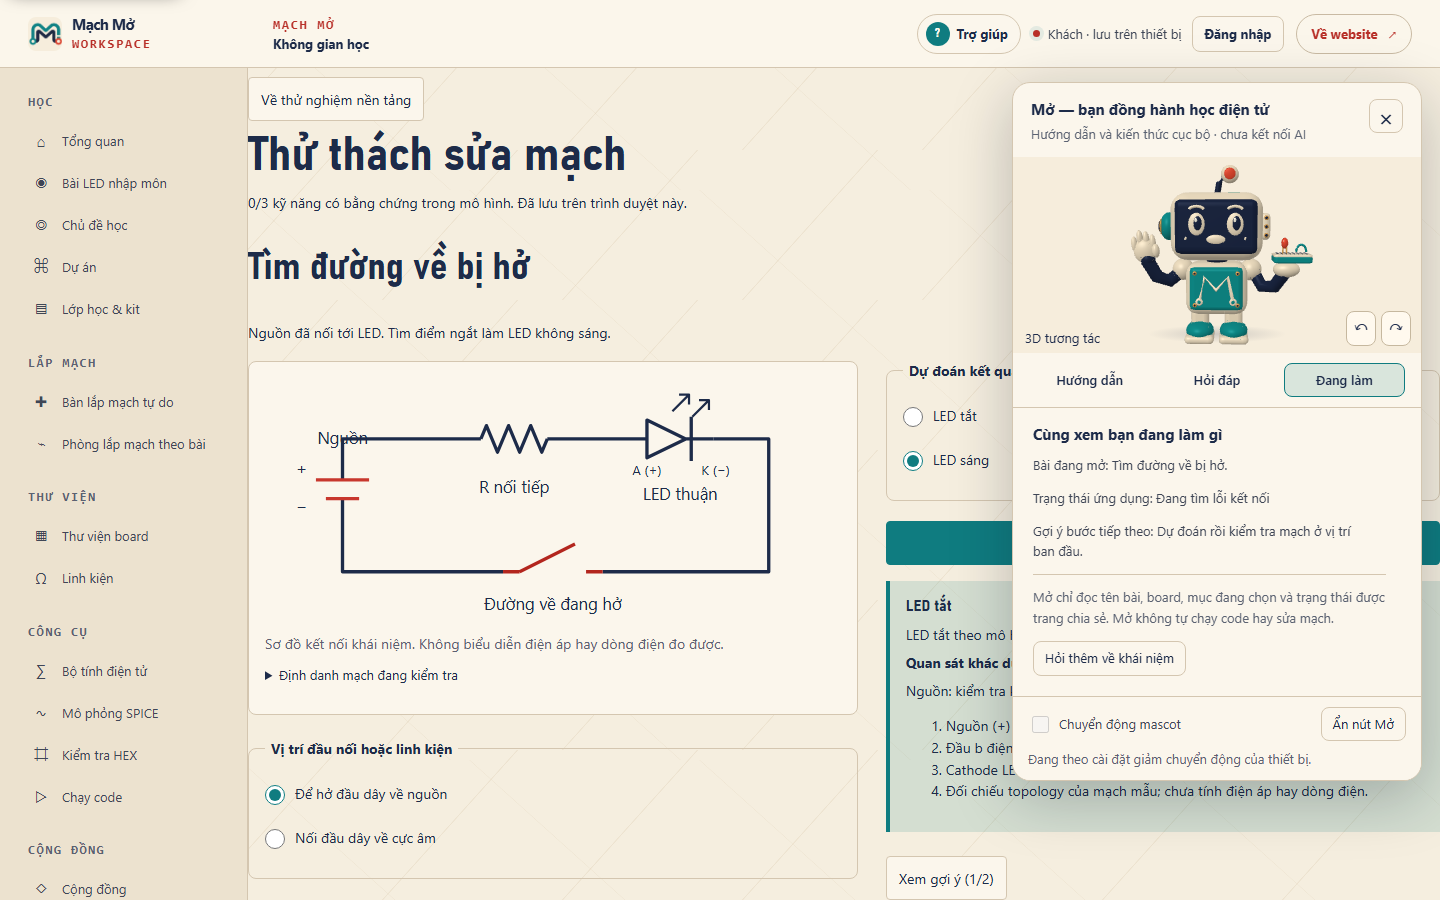 Mạch Mở
WORKSPACE
MẠCH MỞ
Không gian học
? Trợ giúp
Khách · lưu trên thiết bị
Đăng nhập
Về website ↗
HỌC
Tổng quan
Bài LED nhập môn
Chủ đề học
Dự án
Lớp học & kit
LẮP MẠCH
Bàn lắp mạch tự do
Phòng lắp mạch theo bài
THƯ VIỆN
Thư viện board
Linh kiện
CÔNG CỤ
Bộ tính điện tử
Mô phỏng SPICE
Kiểm tra HEX
Chạy code
CỘNG ĐỒNG
Cộng đồng
Về thử nghiệm nền tảng
Thử thách sửa mạch
0/3 kỹ năng có bằng chứng trong mô hình. Đã lưu trên trình duyệt này.
Tìm đường về bị hở
Nguồn đã nối tới LED. Tìm điểm ngắt làm LED không sáng.
Nguồn
+
−
R nối tiếp
A (+)
K (−)
LED thuận
Đường về đang hở
Sơ đồ kết nối khái niệm. Không biểu diễn điện áp hay dòng điện đo được.
Định danh mạch đang kiểm tra
Vị trí đầu nối hoặc linh kiện
Để hở đầu dây về nguồn
Nối đầu dây về cực âm
Dự đoán kết qu
LED tắt
LED sáng
LED tắt
LED tắt theo mô h
Quan sát khác d
Nguồn: kiểm tra
1. Nguồn (+)
2. Đầu b điện
3. Cathode LE
4. Đối chiếu topology của mạch mẫu; chưa tính điện áp hay dòng điện.
Xem gợi ý (1/2)
Mở — bạn đồng hành học điện tử
Hướng dẫn và kiến thức cục bộ · chưa kết nối AI
3D tương tác
Hướng dẫn
Hỏi đáp
Đang làm
Cùng xem bạn đang làm gì
Bài đang mở: Tìm đường về bị hở.
Trạng thái ứng dụng: Đang tìm lỗi kết nối
Gợi ý bước tiếp theo: Dự đoán rồi kiểm tra mạch ở vị trí
ban đầu.
Mở chỉ đọc tên bài, board, mục đang chọn và trạng thái được
trang chia sẻ. Mở không tự chạy code hay sửa mạch.
Hỏi thêm về khái niệm
Chuyển động mascot
Ẩn nút Mở
Đang theo cài đặt giảm chuyển động của thiết bị.